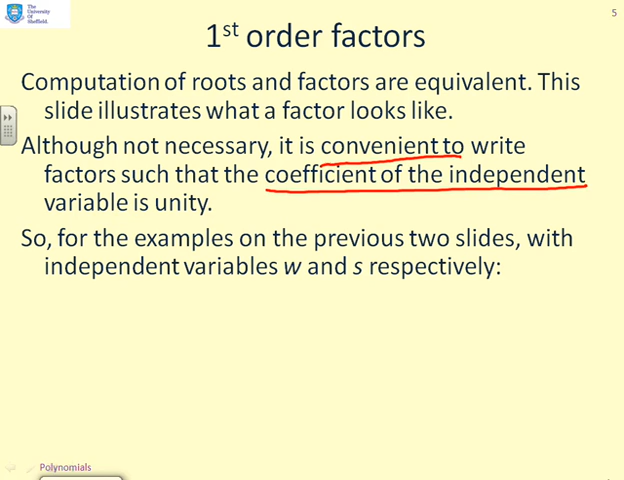 The
University
Of
Sheffield.
5
1st order factors
Computation of roots and factors are equivalent. This
slide illustrates what a factor looks like.
Although not necessary, it is convenient to write
factors such that the coefficient of the independent
variable is unity.
So, for the examples on the previous two slides, with
independent variables w and s respectively:
Polynomials